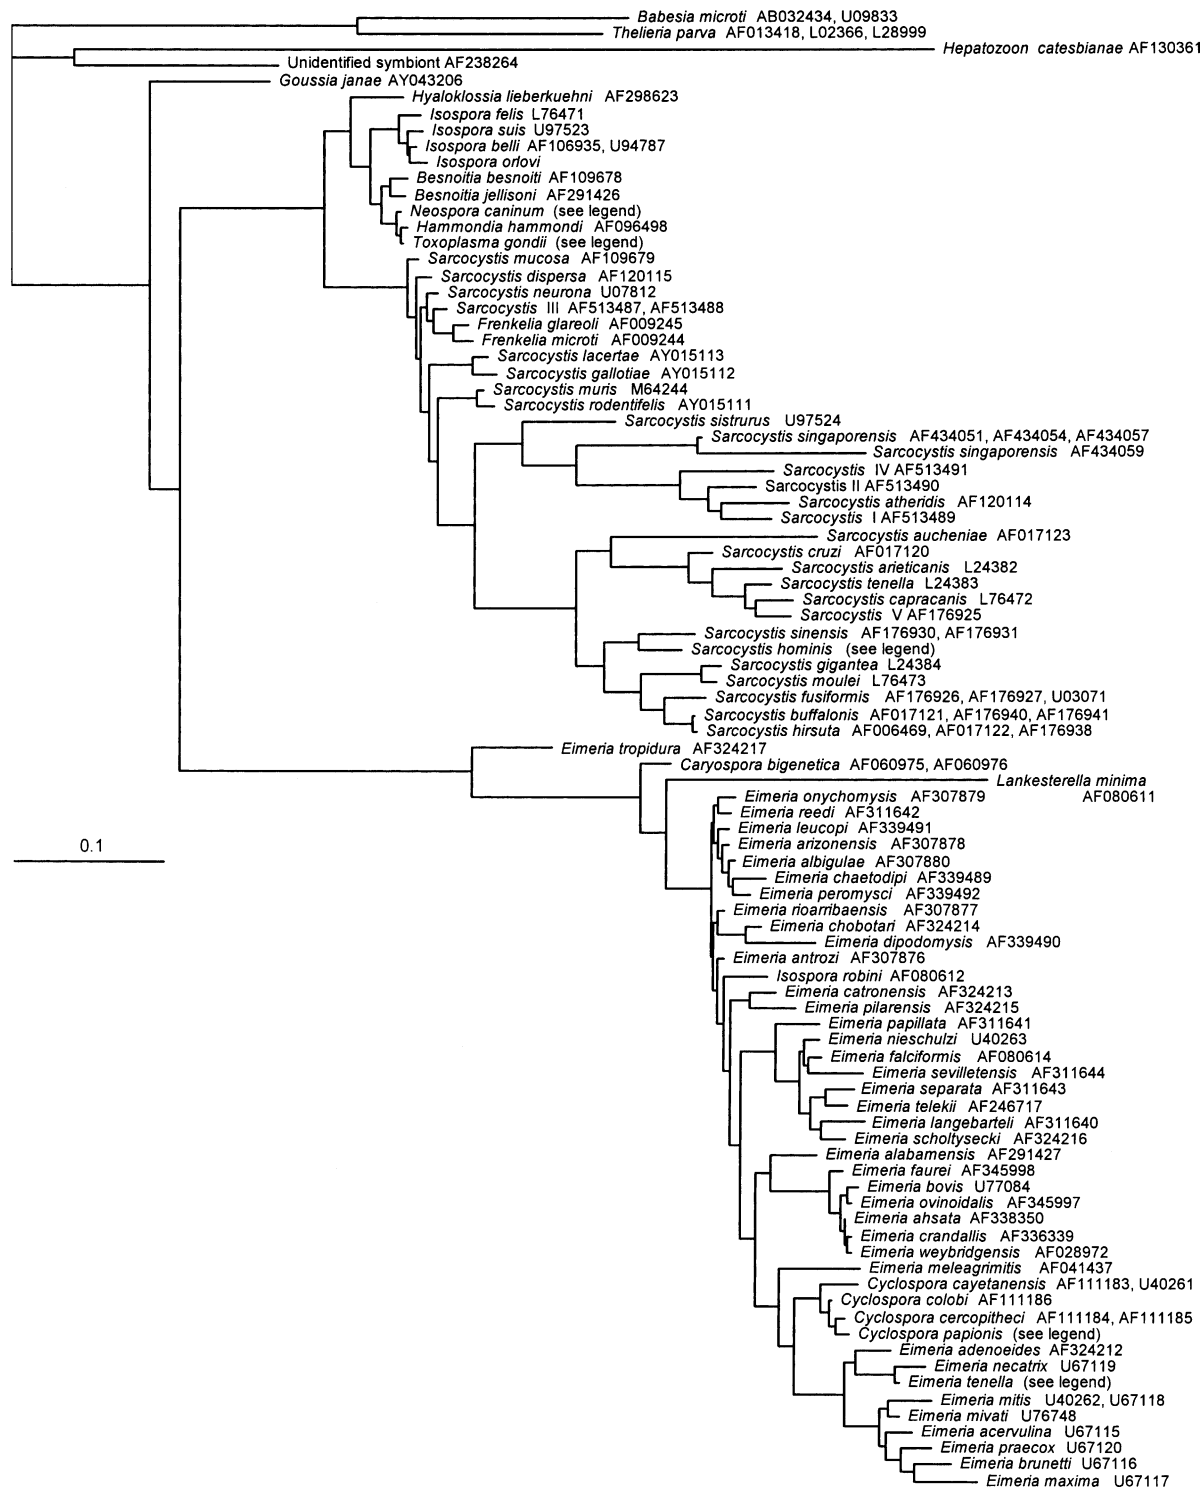 Babesia microti AB032434, U09833
Thelieria parva AF013418, L02366, L28999
Hepatozoon catesbianae AF130361
Unidentified symbiont AF238264
Goussia janae AY043206
Hyaloklossia lieberkuehni AF298623
Isospora felis L76471
Isospora suis U97523
Isospora belli AF106935, U94787
Isospora orlovi
Besnoitia besnoiti AF109678
Besnoitia jellisoni AF291426
Neospora caninum (see legend)
Hammondia hammondi AF096498
Toxoplasma gondii (see legend)
Sarcocystis mucosa AF109679
Sarcocystis dispersa AF120115
Sarcocystis neurona U07812
Sarcocystis III AF513487, AF513488
Frenkelia glareoli AF009245
Frenkelia microti AF009244
Sarcocystis lacertae AY015113
Sarcocystis gallotiae AY015112
Sarcocystis muris M64244
Sarcocystis rodentifelis AY015111
Sarcocystis sistrurus U97524
Sarcocystis singaporensis AF434051, AF434054, AF434057
Sarcocystis singaporensis AF434059
Sarcocystis IV AF513491
Sarcocystis II AF513490
Sarcocystis atheridis AF120114
Sarcocystis I AF513489
Sarcocystis aucheniae AF017123
Sarcocystis cruzi AF017120
Sarcocystis arieticanis L24382
Sarcocystis tenella L24383
Sarcocystis capracanis L76472
Sarcocystis V AF176925
Sarcocystis sinensis AF176930, AF176931
Sarcocystis hominis (see legend)
Sarcocystis gigantea L24384
Sarcocystis moulei L76473
Sarcocystis fusiformis AF176926, AF176927, U03071
Sarcocystis buffalonis AF017121, AF176940, AF176941
Sarcocystis hirsuta AF006469, AF017122, AF176938
Eimeria tropidura AF324217
Caryospora bigenetica AF060975, AF060976
Lankesterella minima
Eimeria onychomysis AF307879 AF080611
Eimeria reedi AF311642
Eimeria leucopi AF339491
Eimeria arizonensis AF307878
0.1
Eimeria albigulae AF307880
Eimeria chaetodipi AF339489
Eimeria peromysci AF339492
Eimeria rioarribaensis AF307877
Eimeria chobotari AF324214
Eimeria dipodomysis AF339490
Eimeria antrozi AF307876
Isospora robini AF080612
Eimeria catronensis AF324213
Eimeria pilarensis AF324215
Eimeria papillata AF311641
Eimeria nieschulzi U40263
Eimeria falciformis AF080614
Eimeria sevilletensis AF311644
Eimeria separata AF311643
Eimeria telekii AF246717
Eimeria langebarteli AF311640
Eimeria scholtysecki AF324216
Eimeria alabamensis AF291427
Eimeria faurei AF345998
Eimeria bovis U77084
Eimeria ovinoidalis AF345997
Eimeria ahsata AF338350
Eimeria crandallis AF336339
Eimeria weybridgensis AF028972
Eimeria meleagrimitis AF041437
Cyclospora cayetanensis AF111183, U40261
Cyclospora colobi AF111186
Cyclospora cercopitheci AF111184, AF111185
Cyclospora papionis (see legend)
Eimeria adenoeides AF324212
Eimeria necatrix U67119
Eimeria tenella (see legend)
Eimeria mitis U40262, U67118
Eimeria mivati U76748
Eimeria acervulina U67115
Eimeria praecox U67120
Eimeria brunetti U67116
Eimeria maxima U67117